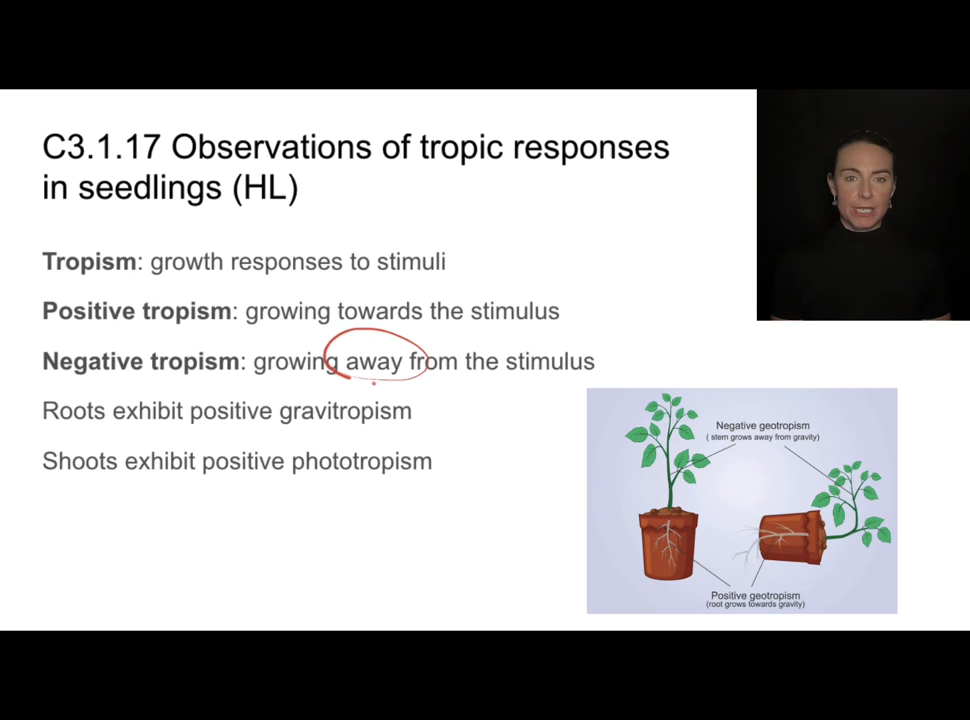 C3.1.17 Observations of tropic responses
in seedlings (HL)
Tropism: growth responses to stimuli
Positive tropism: growing towards the stimulus
Negative tropism: growing away from the stimulus
Roots exhibit positive gravitropism
Shoots exhibit positive phototropism
Negative geotropism
( stem grows away from gravity)
Positive geotropism
(root grows towards gravity)